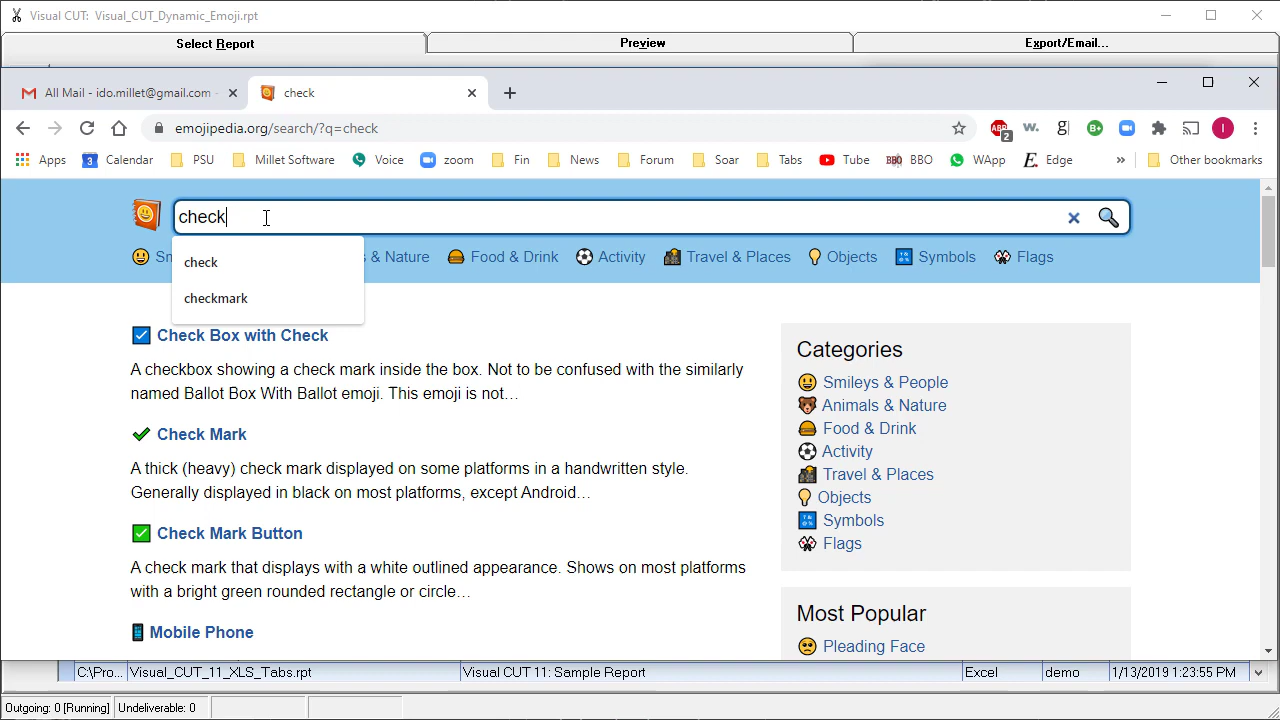 Visual CUT: Visual_CUT_Dynamic_Emoji.rpt
Select Report
Preview
Export/Email...
All Mail - ido.millet@gmail.com -
check
emojipedia.org/search/?q=check
Apps
Calendar
PSU
Millet Software
Voice
zoom
Fin
News
Forum
Soar
Tabs
Tube
BBO
WApp
Edge
»
Other bookmarks
check
& Nature
Food & Drink
Activity
Travel & Places
Objects
Symbols
Flags
check
checkmark
Check Box with Check
A checkbox showing a check mark inside the box. Not to be confused with the similarly
named Ballot Box With Ballot emoji. This emoji is not…
Check Mark
A thick (heavy) check mark displayed on some platforms in a handwritten style.
Generally displayed in black on most platforms, except Android…
Check Mark Button
A check mark that displays with a white outlined appearance. Shows on most platforms
with a bright green rounded rectangle or circle…
Mobile Phone
Categories
Smileys & People
Animals & Nature
Food & Drink
Activity
Travel & Places
Objects
Symbols
Flags
Most Popular
Pleading Face
C:\Pro... Visual_CUT_11_XLS_Tabs.rpt Visual CUT 11: Sample Report Excel demo 1/13/2019 1:23:55 PM
Outgoing: 0 [Running] Undeliverable: 0